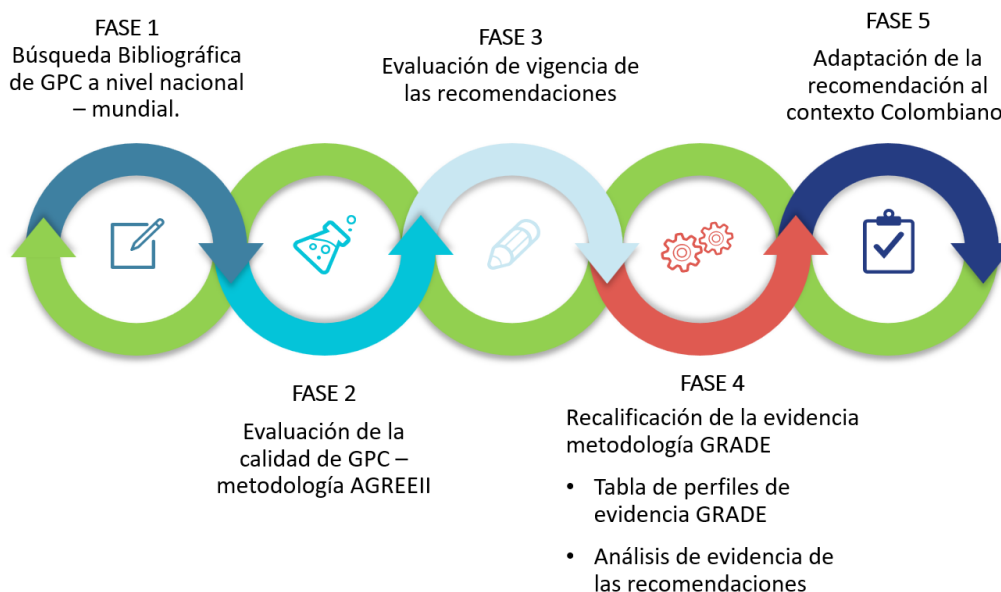 FASE 1
Búsqueda Bibliográfica
de GPC a nivel nacional
– mundial.
FASE 2
Evaluación de la
calidad de GPC –
metodología AGREEII
FASE 3
Evaluación de vigencia de
las recomendaciones
FASE 4
Recalificación de la evidencia
metodología GRADE
• Tabla de perfiles de
evidencia GRADE
• Análisis de evidencia de
las recomendaciones
FASE 5
Adaptación de la
recomendación al
contexto Colombiano